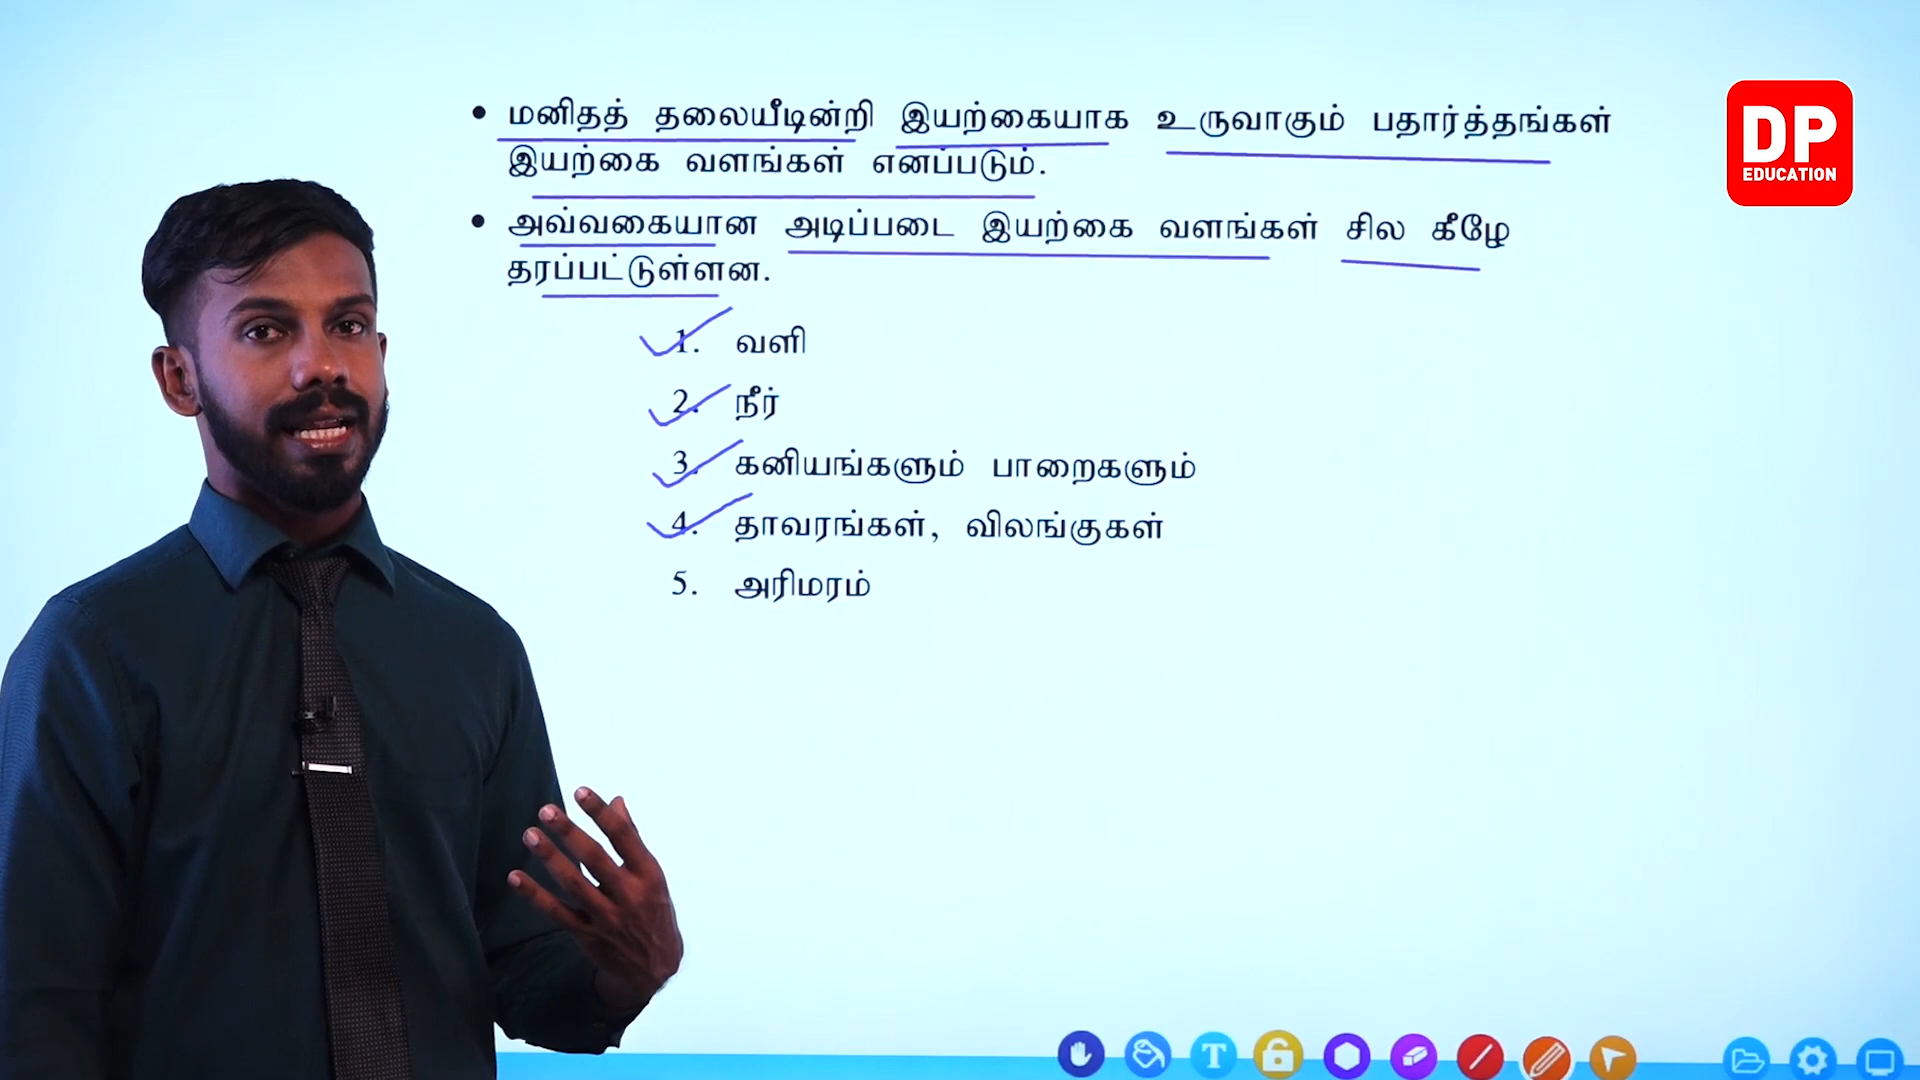 • மனிதத் தலையீடின்றி இயற்கையாக உருவாகும் பதார்த்தங்கள்
இயற்கை வளங்கள் எனப்படும்.
• அவ்வகையான அடிப்படை இயற்கை வளங்கள் சில கீழே
தரப்பட்டுள்ளன.
1. வளி
2. நீர்
3. கனியங்களும் பாறைகளும்
4. தாவரங்கள், விலங்குகள்
5. அரிமரம்
DP
EDUCATION
T